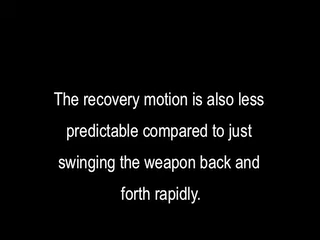 The recovery motion is also less
predictable compared to just
swinging the weapon back and
forth rapidly.